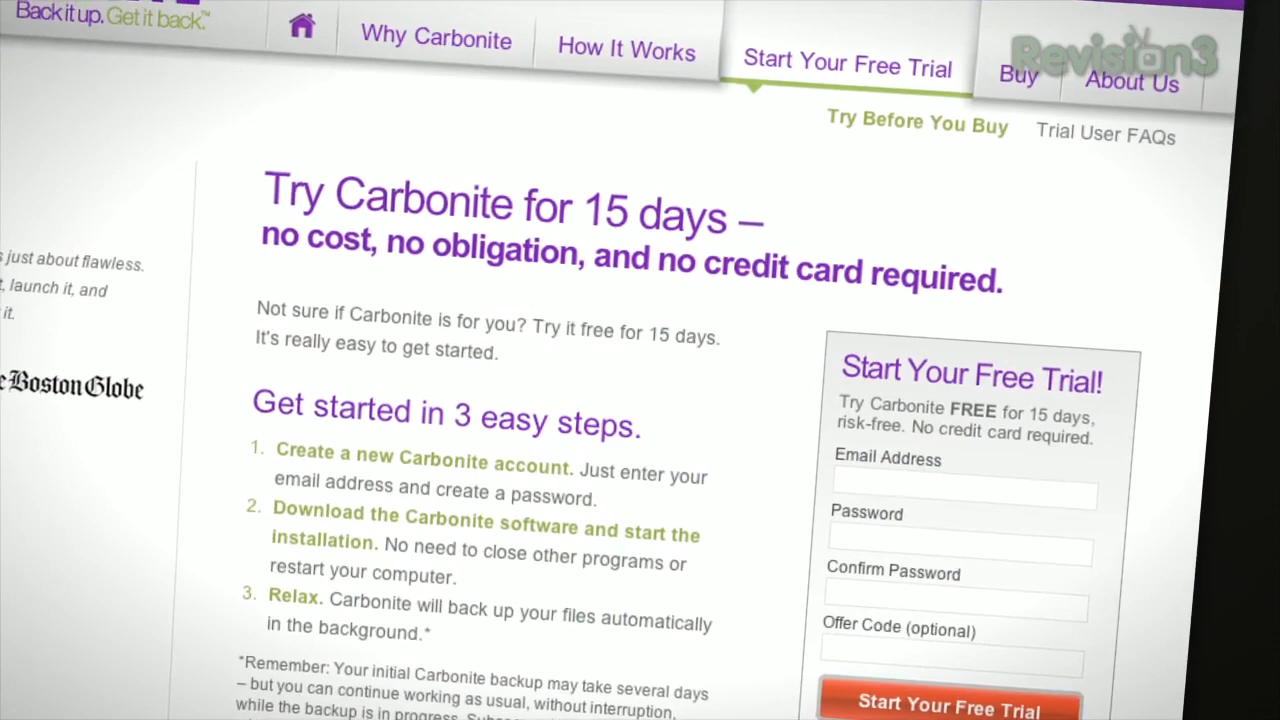 Back it up. Get it back.™
Why Carbonite
How It Works
Start Your Free Trial
Buy
About Us
Revision3
Try Before You Buy
Trial User FAQs
just about flawless.
launch it, and
it.
Boston Globe
Try Carbonite for 15 days –
no cost, no obligation, and no credit card required.
Not sure if Carbonite is for you? Try it free for 15 days.
It's really easy to get started.
Get started in 3 easy steps.
1. Create a new Carbonite account. Just enter your
email address and create a password.
2. Download the Carbonite software and start the
installation. No need to close other programs or
restart your computer.
3. Relax. Carbonite will back up your files automatically
in the background.*
*Remember: Your initial Carbonite backup may take several days
– but you can continue working as usual, without interruption,
while the backup is in progress.
Start Your Free Trial!
Try Carbonite FREE for 15 days,
risk-free. No credit card required.
Email Address
Password
Confirm Password
Offer Code (optional)
Start Your Free Trial